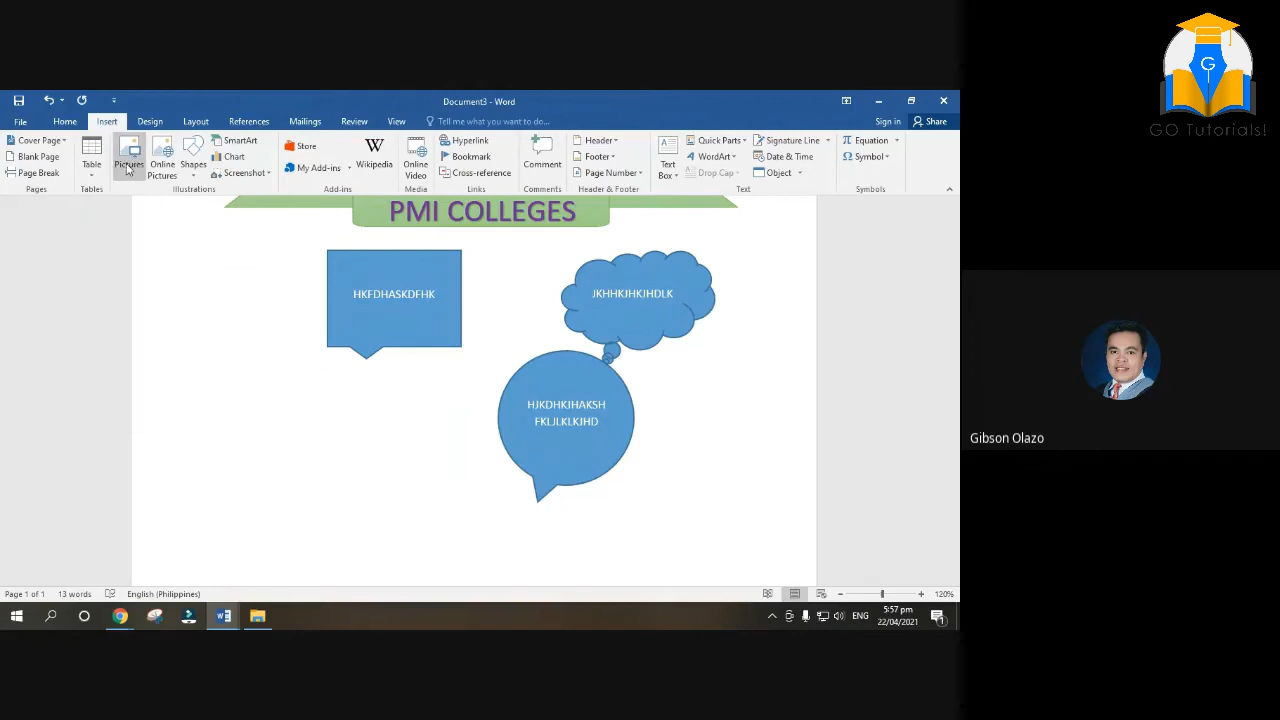 G
GO Tutorials!
Document3 - Word
File Home Insert Design Layout References Mailings Review View Tell me what you want to do... Sign in Share
Cover Page
Blank Page
Page Break
Pages
Table
Tables
Pictures
Online Pictures
Shapes
SmartArt
Chart
Screenshot
Illustrations
Store
My Add-ins
W
Wikipedia
Add-ins
Online Video
Media
Hyperlink
Bookmark
Cross-reference
Links
Comment
Comments
Header
Footer
Page Number
Header & Footer
Text Box
Quick Parts
WordArt
Drop Cap
Signature Line
Date & Time
Object
Text
Equation
Symbol
Symbols
PMI COLLEGES
HKFDHASKDFHK
JKHHKJHKJHDLK
HJKDHKJHAKSH
FKLJLKLKJHD
Gibson Olazo
Page 1 of 1 13 words English (Philippines) 120%
ENG
5:57 pm
22/04/2021
1